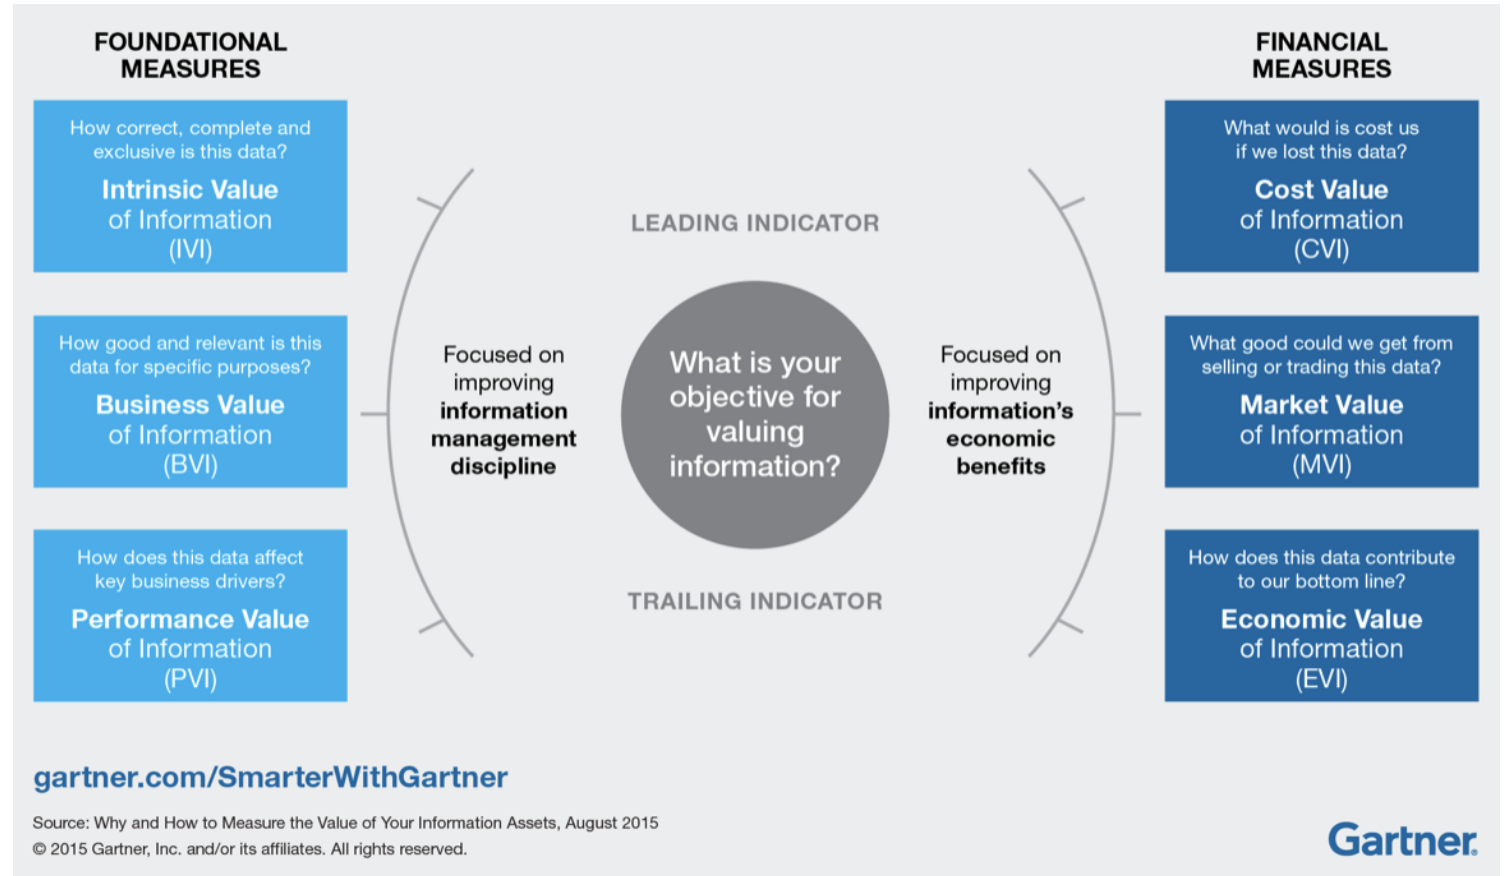 FOUNDATIONAL
MEASURES
How correct, complete and
exclusive is this data?
Intrinsic Value
of Information
(IVI)
How good and relevant is this
data for specific purposes?
Business Value
of Information
(BVI)
How does this data affect
key business drivers?
Performance Value
of Information
(PVI)
Focused on
improving
information
management
discipline
LEADING INDICATOR
What is your
objective for
valuing
information?
TRAILING INDICATOR
Focused on
improving
information's
economic
benefits
FINANCIAL
MEASURES
What would is cost us
if we lost this data?
Cost Value
of Information
(CVI)
What good could we get from
selling or trading this data?
Market Value
of Information
(MVI)
How does this data contribute
to our bottom line?
Economic Value
of Information
(EVI)
gartner.com/SmarterWithGartner
Source: Why and How to Measure the Value of Your Information Assets, August 2015
© 2015 Gartner, Inc. and/or its affiliates. All rights reserved.
Gartner®